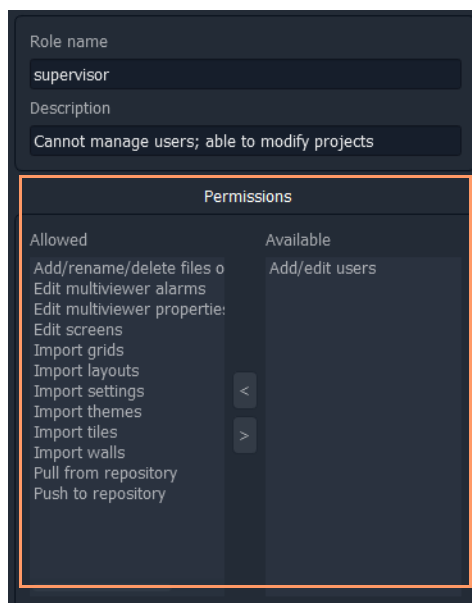 Role name
supervisor
Description
Cannot manage users; able to modify projects
Permissions
Allowed
Available
Add/rename/delete files o
Edit multiviewer alarms
Edit multiviewer properties
Edit screens
Import grids
Import layouts
Import settings
Import themes
Import tiles
Import walls
Pull from repository
Push to repository
<
>
Add/edit users